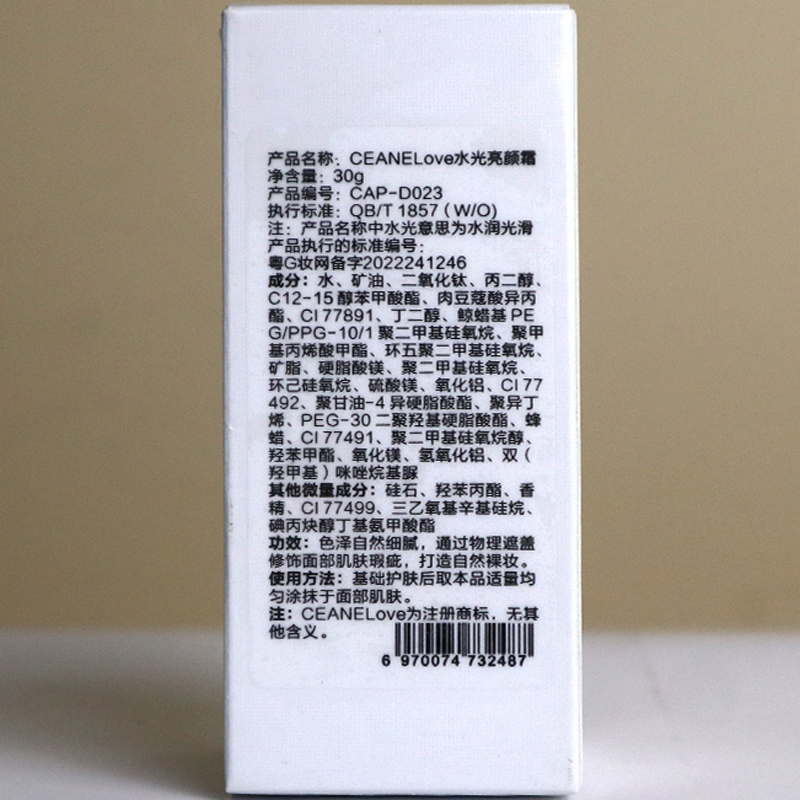 产品名称：CEANELove水光亮颜霜
净含量：30g
产品编号：CAP-D023
执行标准：QB/T 1857（W/O)
注：产品名称中水光意思为水润光滑
产品执行的标准编号：
粤G妆网备字2022241246
成分：水、矿油、二氧化钛、丙二醇、
C12-15 醇苯甲酸酯、肉豆蔻酸异丙
酯、CI 77891、丁二醇、鲸蜡基 PE
G/PPG-10/1 聚二甲基硅氧烷、聚甲
基丙烯酸甲酯、环五聚二甲基硅氧烷、
矿脂、硬脂酸镁、聚二甲基硅氧烷、
环己硅氧烷、硫酸镁、氧化铝、CI 77
492、聚甘油-4 异硬脂酸酯、聚异丁
烯、PEG-30 二聚羟基硬脂酸酯、蜂
蜡、CI 77491、聚二甲基硅氧烷醇、
羟苯甲酯、氧化镁、氢氧化铝、双（
羟甲基）咪唑烷基脲
其他微量成分：硅石、羟苯丙酯、香
精、CI 77499、三乙氧基辛基硅烷、
碘丙炔醇丁基氨甲酸酯
功效：色泽自然细腻，通过物理遮盖
修饰面部肌肤瑕疵，打造自然裸妆。
使用方法：基础护肤后取本品适量均
匀涂抹于面部肌肤。
注：CEANELove为注册商标，无其
他含义。
6 970074 732487